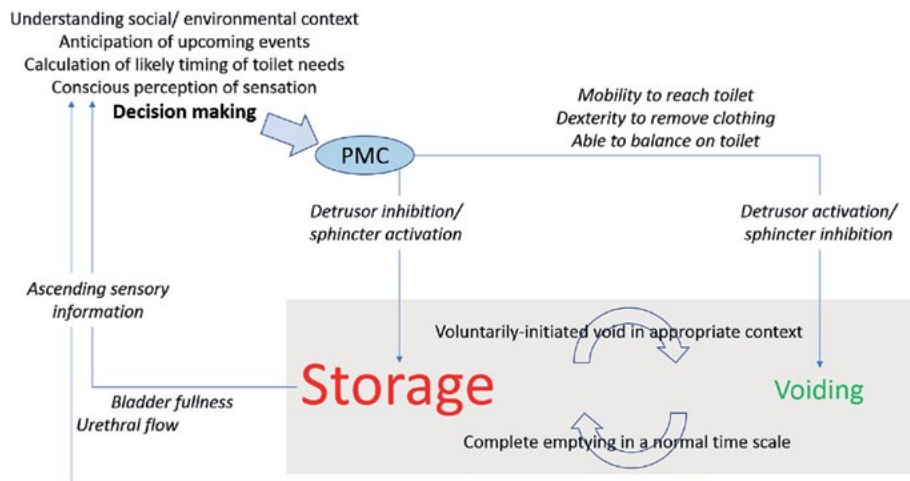 Understanding social/ environmental context
Anticipation of upcoming events
Calculation of likely timing of toilet needs
Conscious perception of sensation
Decision making
PMC
Mobility to reach toilet
Dexterity to remove clothing
Able to balance on toilet
Detrusor inhibition/
sphincter activation
Detrusor activation/
sphincter inhibition
Ascending sensory
information
Voluntarily-initiated void in appropriate context
Storage
Voiding
Bladder fullness
Urethral flow
Complete emptying in a normal time scale